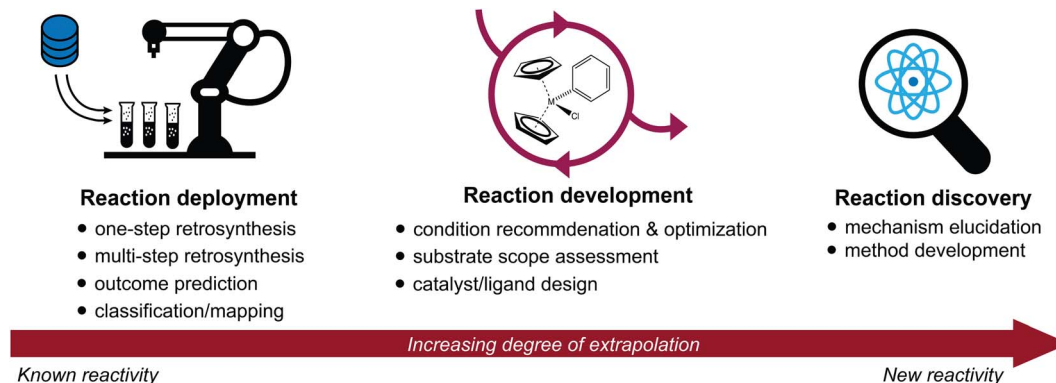 M
Cl
Reaction deployment
• one-step retrosynthesis
• multi-step retrosynthesis
• outcome prediction
• classification/mapping
Reaction development
• condition recommdenation & optimization
• substrate scope assessment
• catalyst/ligand design
Reaction discovery
• mechanism elucidation
• method development
Increasing degree of extrapolation
Known reactivity
New reactivity